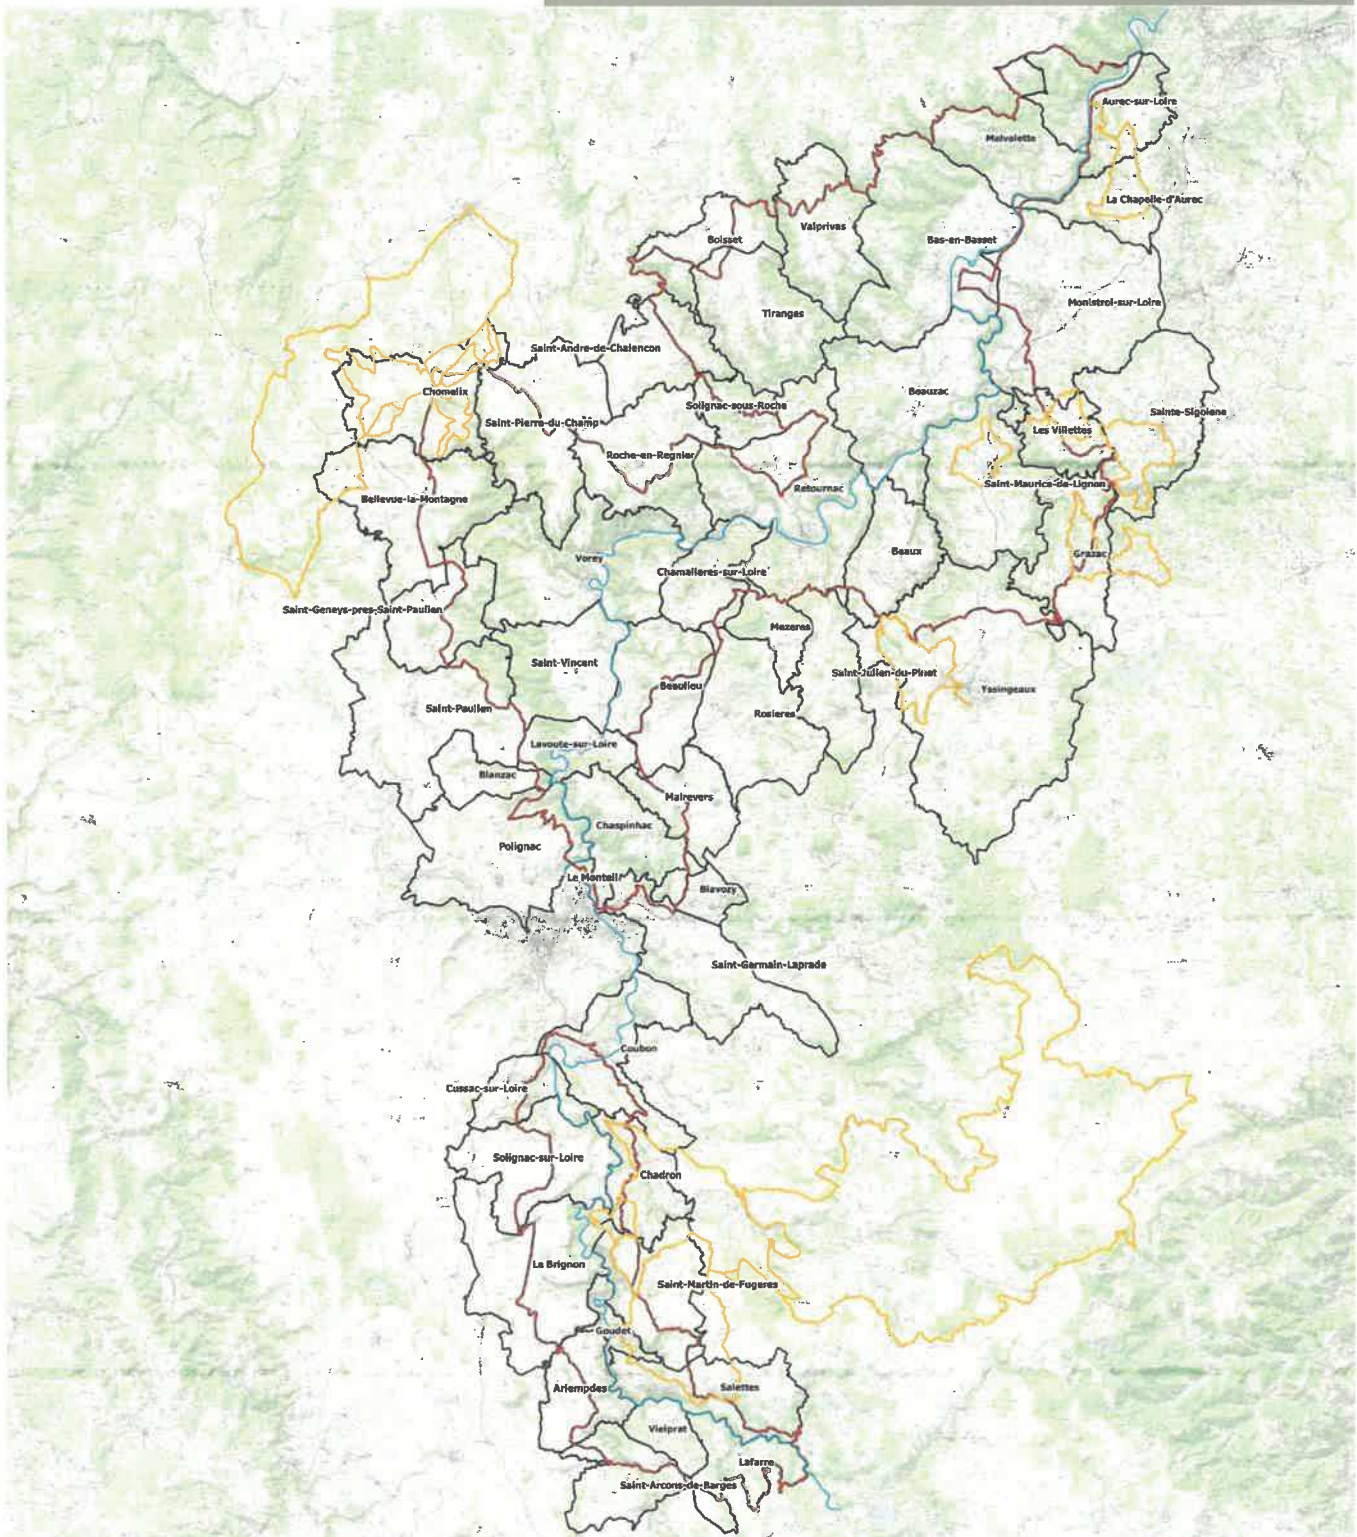 Aurec-sur-Loire
Malvalette
La Chapelle-d'Aurec
Valprivas
Boisset
Bas-en-Basset
Monistrol-sur-Loire
Tiranges
Saint-Andre-de-Chalencon
Chomelix
Beauzac
Solignac-sous-Roche
Sainte-Sigolene
Saint-Pierre-du-Champ
Les Villettes
Roche-en-Regnier
Saint-Maurice-de-Lignon
Retournac
Bellevue-la-Montagne
Beaux
Grazac
Vorey
Chamalieres-sur-Loire
Saint-Geneys-pres-Saint-Paulien
Mezeres
Saint-Vincent
Saint-Julien-du-Pinet
Beaulieu
Yssingeaux
Saint-Paulien
Rosieres
Lavoute-sur-Loire
Blanzac
Malrevers
Chaspinhac
Polignac
Le Monteil
Blavozy
Saint-Germain-Laprade
Coubon
Cussac-sur-Loire
Solignac-sur-Loire
Chadron
Le Brignon
Saint-Martin-de-Fugeres
Goudet
Arlempdes
Salettes
Vielprat
Lafarre
Saint-Arcons-de-Barges